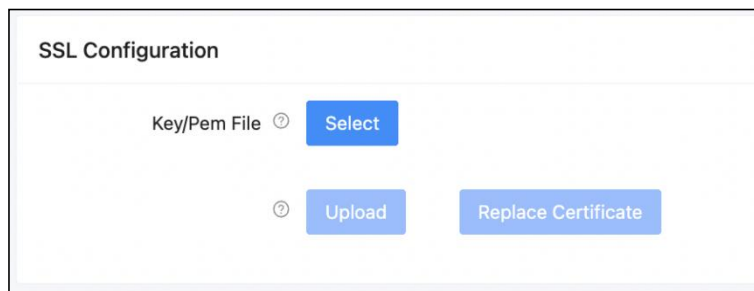 SSL Configuration
Key/Pem File ? Select
? Upload Replace Certificate